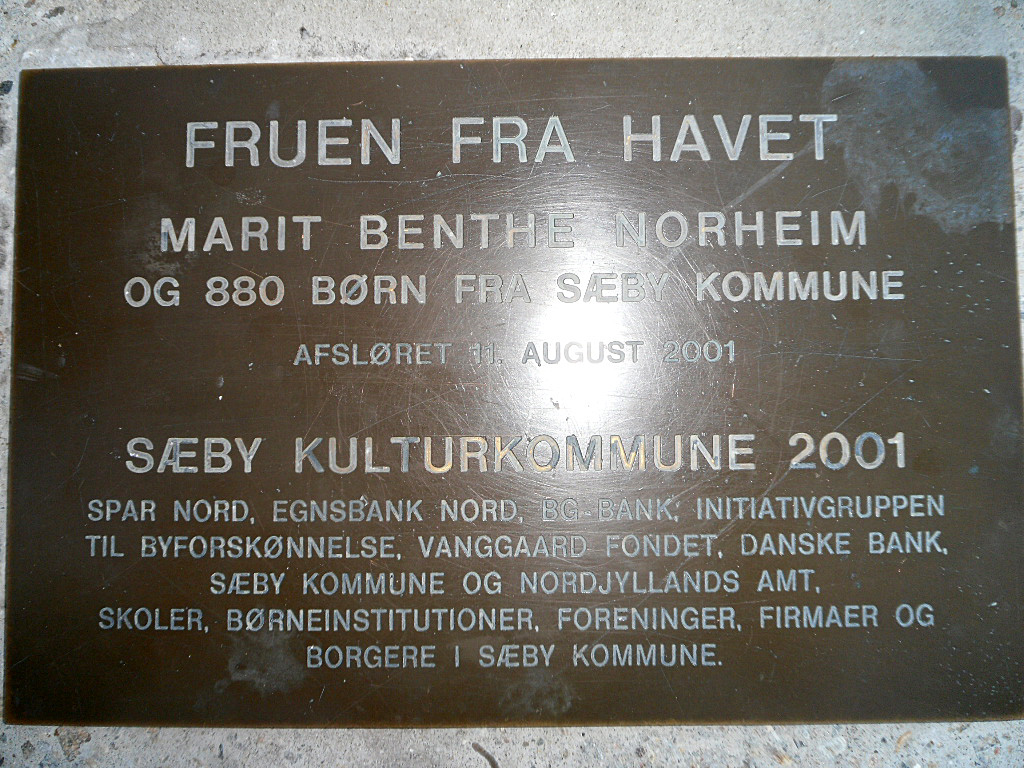 FRUEN FRA HAVET
MARIT BENTHE NORHEIM
OG 880 BØRN FRA SÆBY KOMMUNE
AFSLØRET 11. AUGUST 2001
SÆBY KULTURKOMMUNE 2001
SPAR NORD, EGNSBANK NORD, BG-BANK, INITIATIVGRUPPEN
TIL BYFORSKØNNELSE, VANGGAARD FONDET, DANSKE BANK,
SÆBY KOMMUNE OG NORDJYLLANDS AMT,
SKOLER, BØRNEINSTITUTIONER, FORENINGER, FIRMAER OG
BORGERE I SÆBY KOMMUNE.